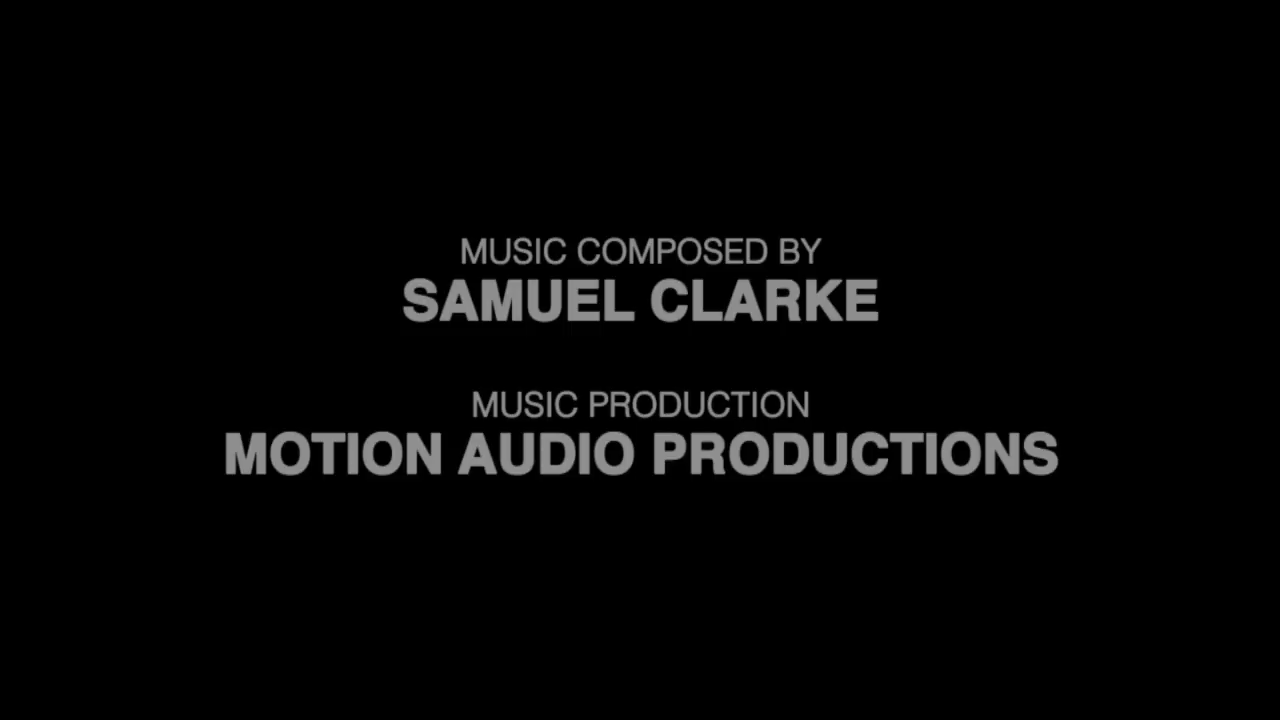 MUSIC COMPOSED BY
SAMUEL CLARKE
MUSIC PRODUCTION
MOTION AUDIO PRODUCTIONS